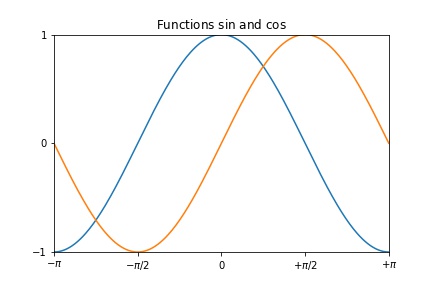 Functions sin and cos
1
0
−1
−π
−π/2
0
+π/2
+π